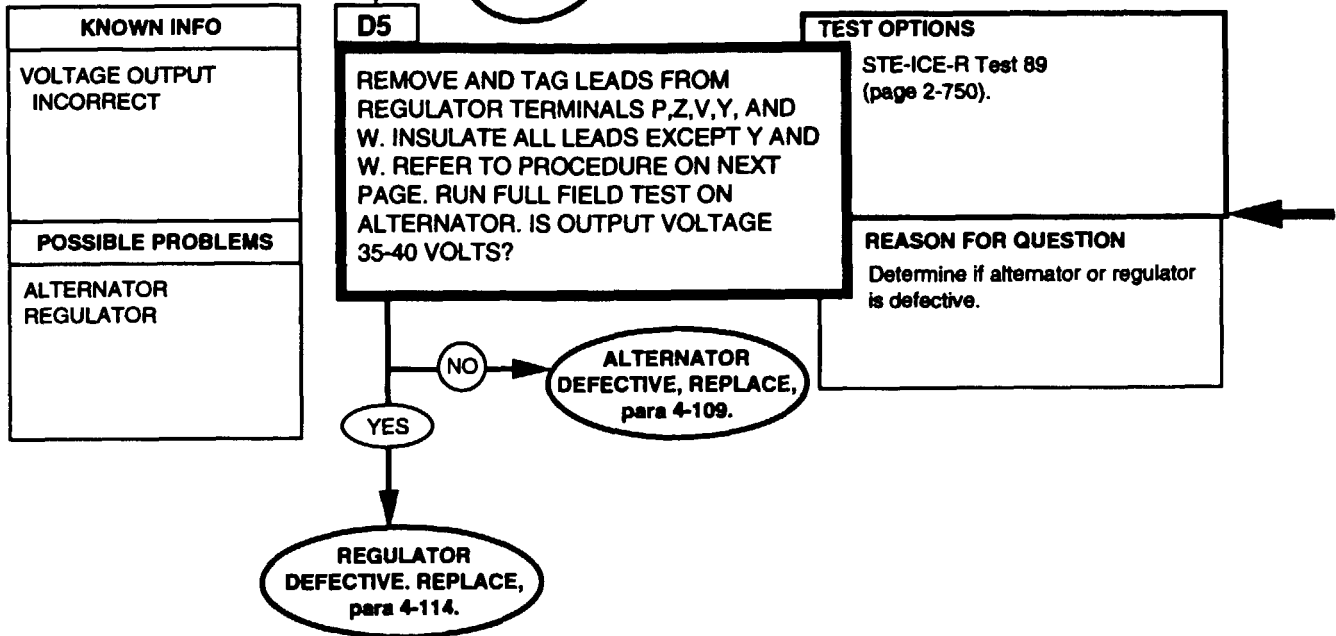 KNOWN INFO
VOLTAGE OUTPUT
INCORRECT
POSSIBLE PROBLEMS
ALTERNATOR
REGULATOR
D5
REMOVE AND TAG LEADS FROM
REGULATOR TERMINALS P,Z,V,Y, AND
W. INSULATE ALL LEADS EXCEPT Y AND
W. REFER TO PROCEDURE ON NEXT
PAGE. RUN FULL FIELD TEST ON
ALTERNATOR. IS OUTPUT VOLTAGE
35-40 VOLTS?
TEST OPTIONS
STE-ICE-R Test 89
(page 2-750).
REASON FOR QUESTION
Determine if alternator or regulator
is defective.
NO
ALTERNATOR
DEFECTIVE, REPLACE,
para 4-109.
YES
REGULATOR
DEFECTIVE. REPLACE,
para 4-114.